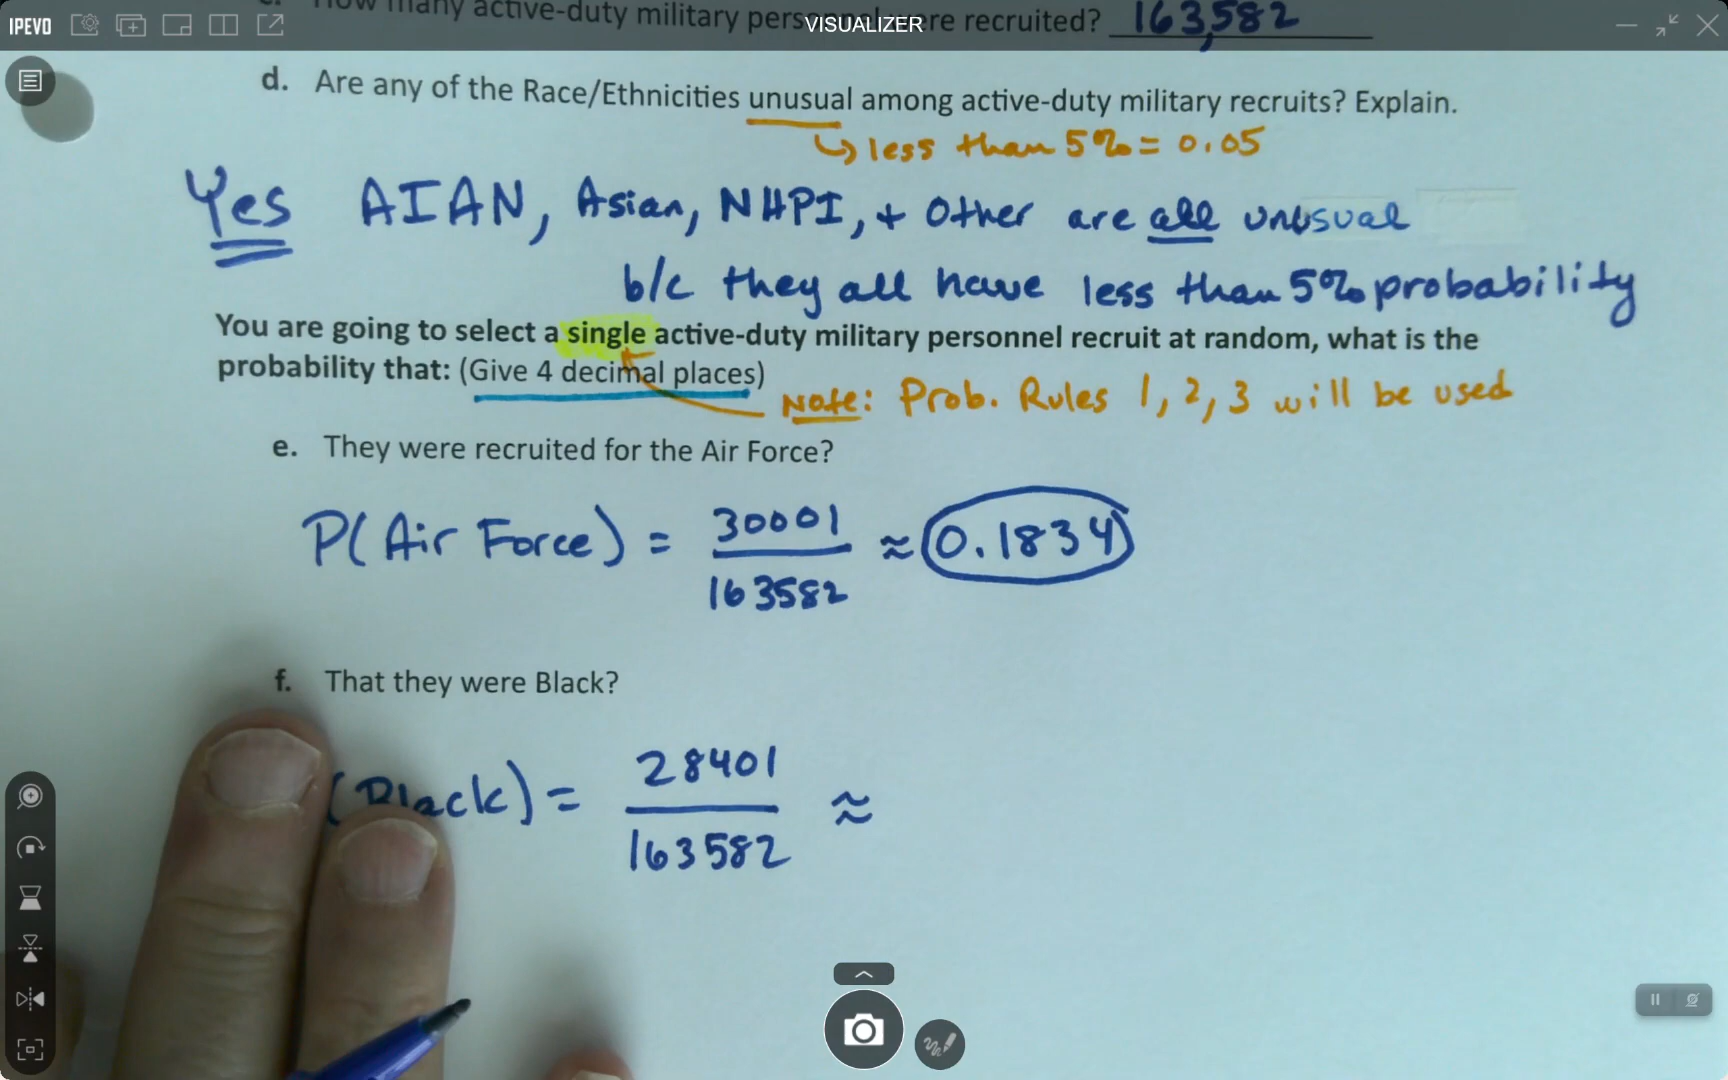 IPEVO
VISUALIZER
How many active-duty military were recruited? 163,582
d. Are any of the Race/Ethnicities unusual among active-duty military recruits? Explain.
↳ less than 5% = 0.05
Yes AIAN, Asian, NHPI, + Other are all unusual
b/c they all have less than 5% probability
You are going to select a single active-duty military personnel recruit at random, what is the
probability that: (Give 4 decimal places)
Note: Prob. Rules 1, 2, 3 will be used
e. They were recruited for the Air Force?
P(Air Force) = 30001/163582 ≈ 0.1834
f. That they were Black?
(Black) = 28401/163582 ≈